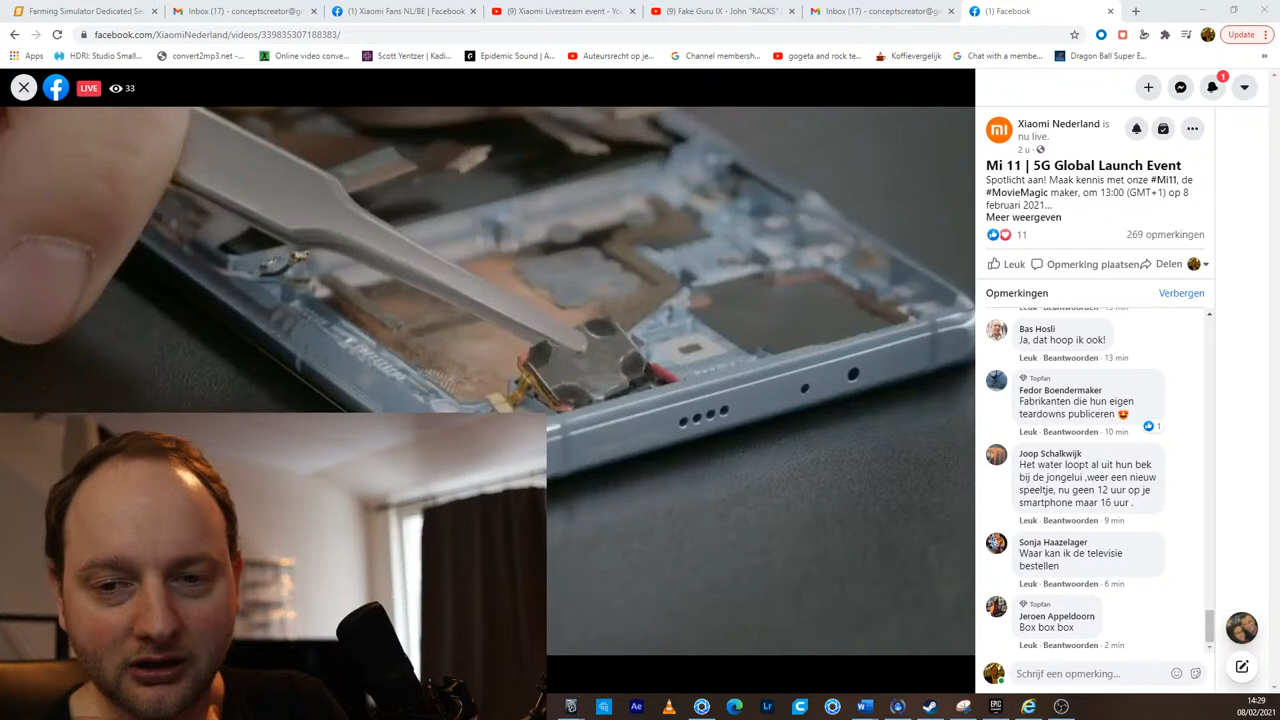 Farming Simulator Dedicated Ser
Inbox (17) - conceptscreator@gm
(1) Xiaomi Fans NL/BE | Facebook
(9) Xiaomi Livestream event - Yo
(9) Fake Guru IX - John "RACKS"
Inbox (17) - conceptscreator@gm
(1) Facebook
facebook.com/XiaomiNederland/videos/339835307188383/
Update
Apps
HDRI: Studio Small...
convert2mp3.net -...
Online video conve...
Scott Yentzer | Kadi...
Epidemic Sound | A...
Auteursrecht op je...
Channel membersh...
gogeta and rock te...
Koffievergelijk
Chat with a membe...
Dragon Ball Super E...
»
LIVE
33
1
Xiaomi Nederland is
nu live.
2 u ·
Mi 11 | 5G Global Launch Event
Spotlicht aan! Maak kennis met onze #Mi11, de
#MovieMagic maker, om 13:00 (GMT+1) op 8
februari 2021...
Meer weergeven
11
269 opmerkingen
Leuk
Opmerking plaatsen
Delen
Opmerkingen
Verbergen
Bas Hosli
Ja, dat hoop ik ook!
Leuk · Beantwoorden · 13 min
Topfan
Fedor Boendermaker
Fabrikanten die hun eigen
teardowns publiceren 😍
1
Leuk · Beantwoorden · 10 min
Joop Schalkwijk
Het water loopt al uit hun bek
bij de jongelui ,weer een nieuw
speeltje, nu geen 12 uur op je
smartphone maar 16 uur .
Leuk · Beantwoorden · 9 min
Sonja Haazelager
Waar kan ik de televisie
bestellen
Leuk · Beantwoorden · 6 min
Topfan
Jeroen Appeldoorn
Box box box
Leuk · Beantwoorden · 2 min
Schrijf een opmerking...
14:29
08/02/2021